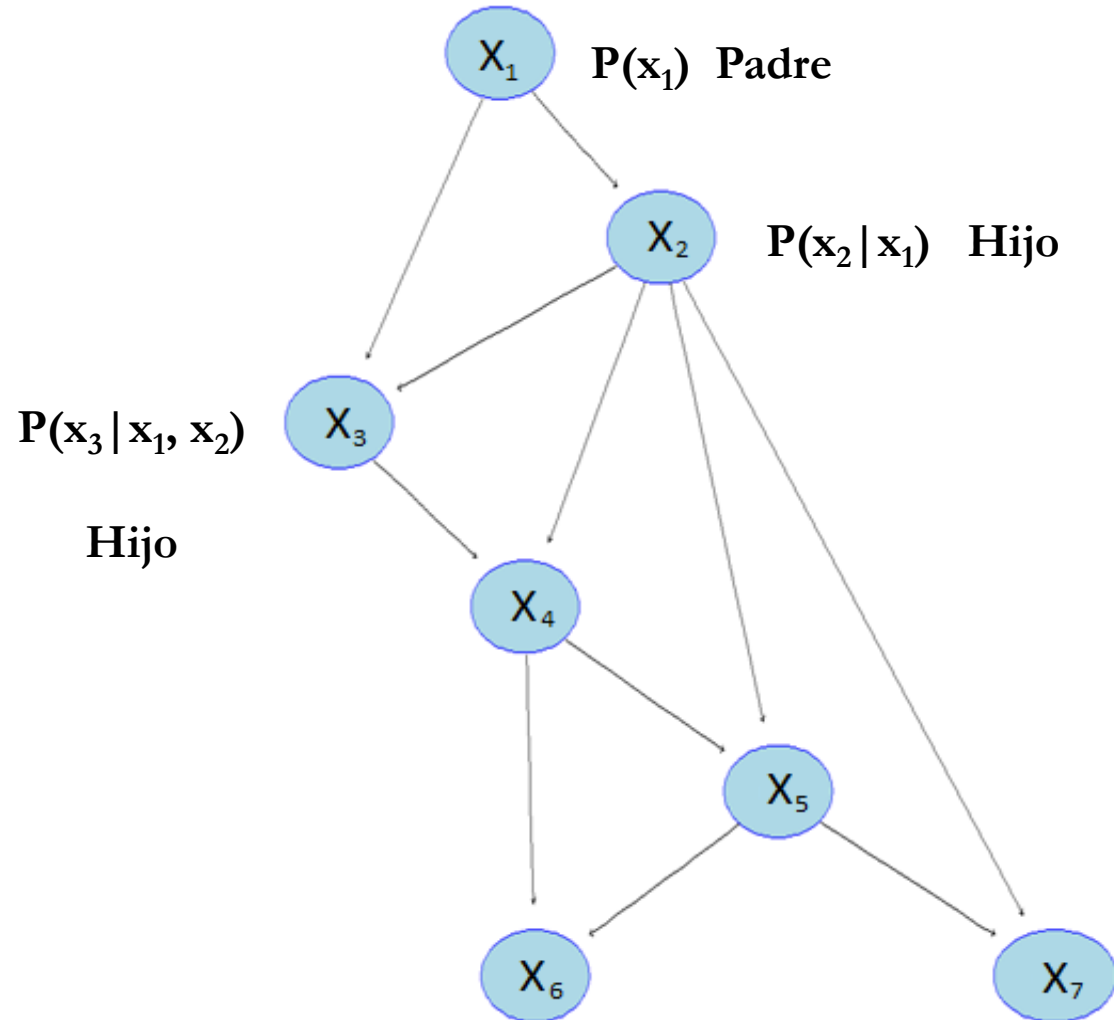 X₁
P(x₁) Padre
X₂
P(x₂|x₁) Hijo
X₃
P(x₃|x₁, x₂)
Hijo
X₄
X₅
X₆
X₇